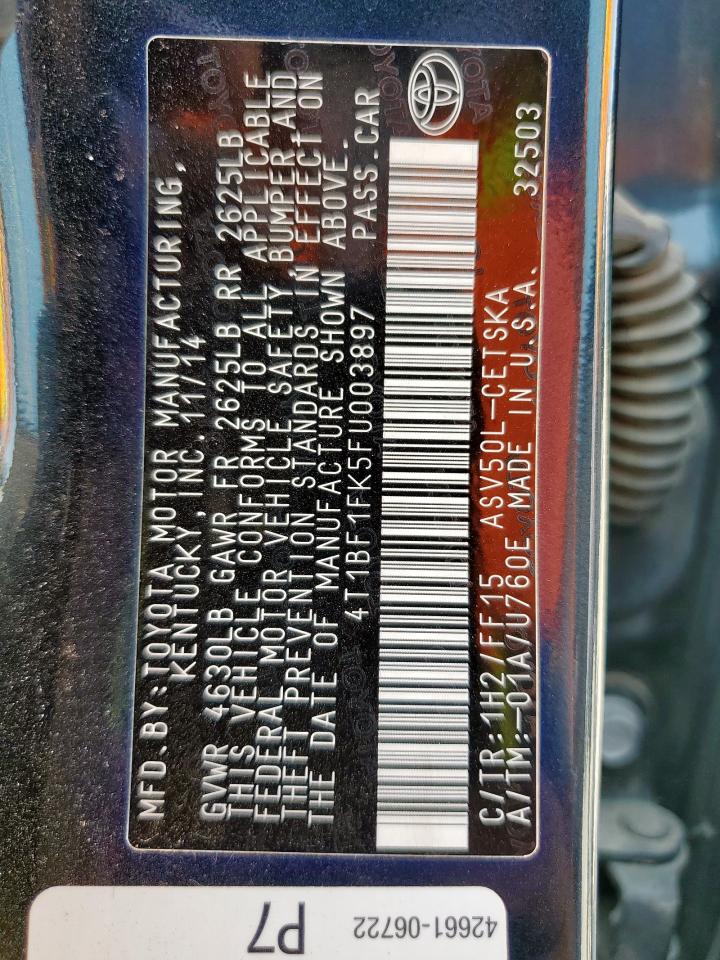 MFD.BY:TOYOTA MOTOR MANUFACTURING,
KENTUCKY, INC. 11/14
GVWR 4630LB GAWR FR 2625LB RR 2625LB
THIS VEHICLE CONFORMS TO ALL APPLICABLE
FEDERAL MOTOR VEHICLE SAFETY, BUMPER AND
THEFT PREVENTION STANDARDS IN EFFECT ON
THE DATE OF MANUFACTURE SHOWN ABOVE.
4T1BF1FK5FU003897 PASS.CAR
C/TR:1H2/FF15 ASV50L-CETSKA
A/TM:-01A/U760E MADE IN U.S.A. 32503
TOYOTA
42661-06722
P7